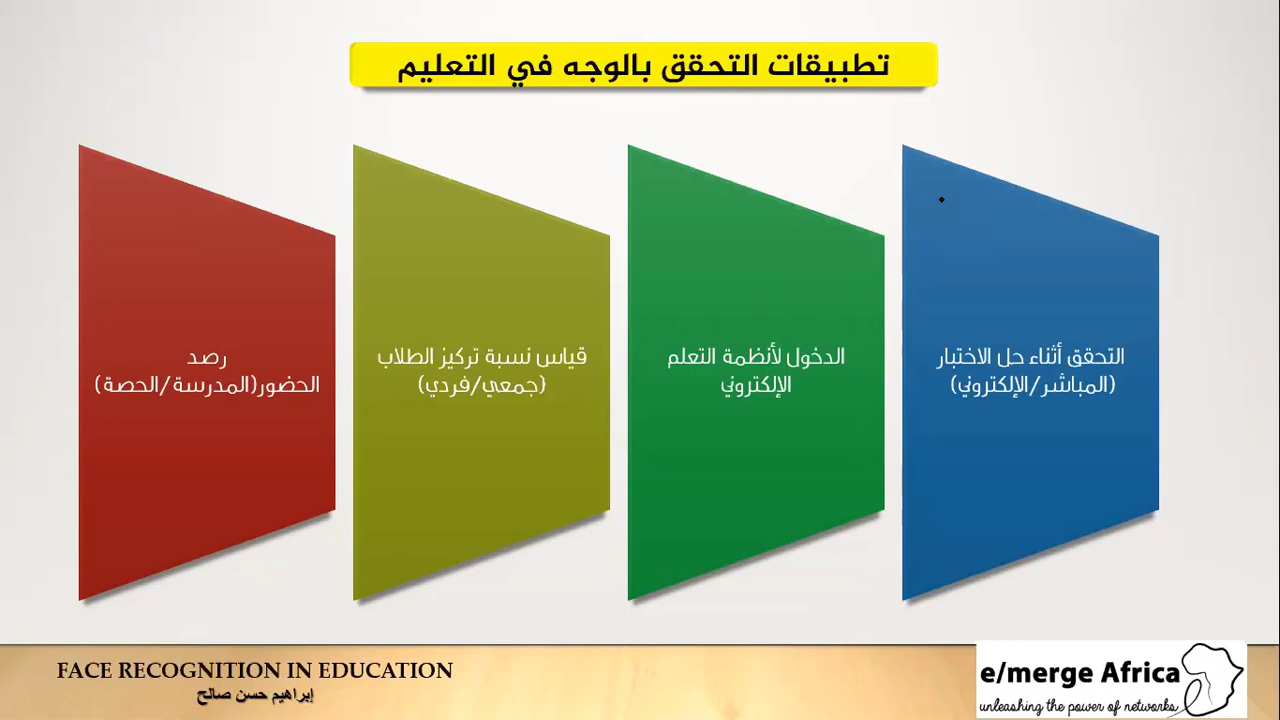 تطبيقات التحقق بالوجه في التعليم
التحقق أثناء حل الاختبار
(المباشر/الإلكتروني)
الدخول لأنظمة التعلم
الإلكتروني
قياس نسبة تركيز الطلاب
(جمعي/فردي)
رصد
الحضور(المدرسة/الحصة)
FACE RECOGNITION IN EDUCATION
إبراهيم حسن صالح
e/merge Africa
unleashing the power of networks